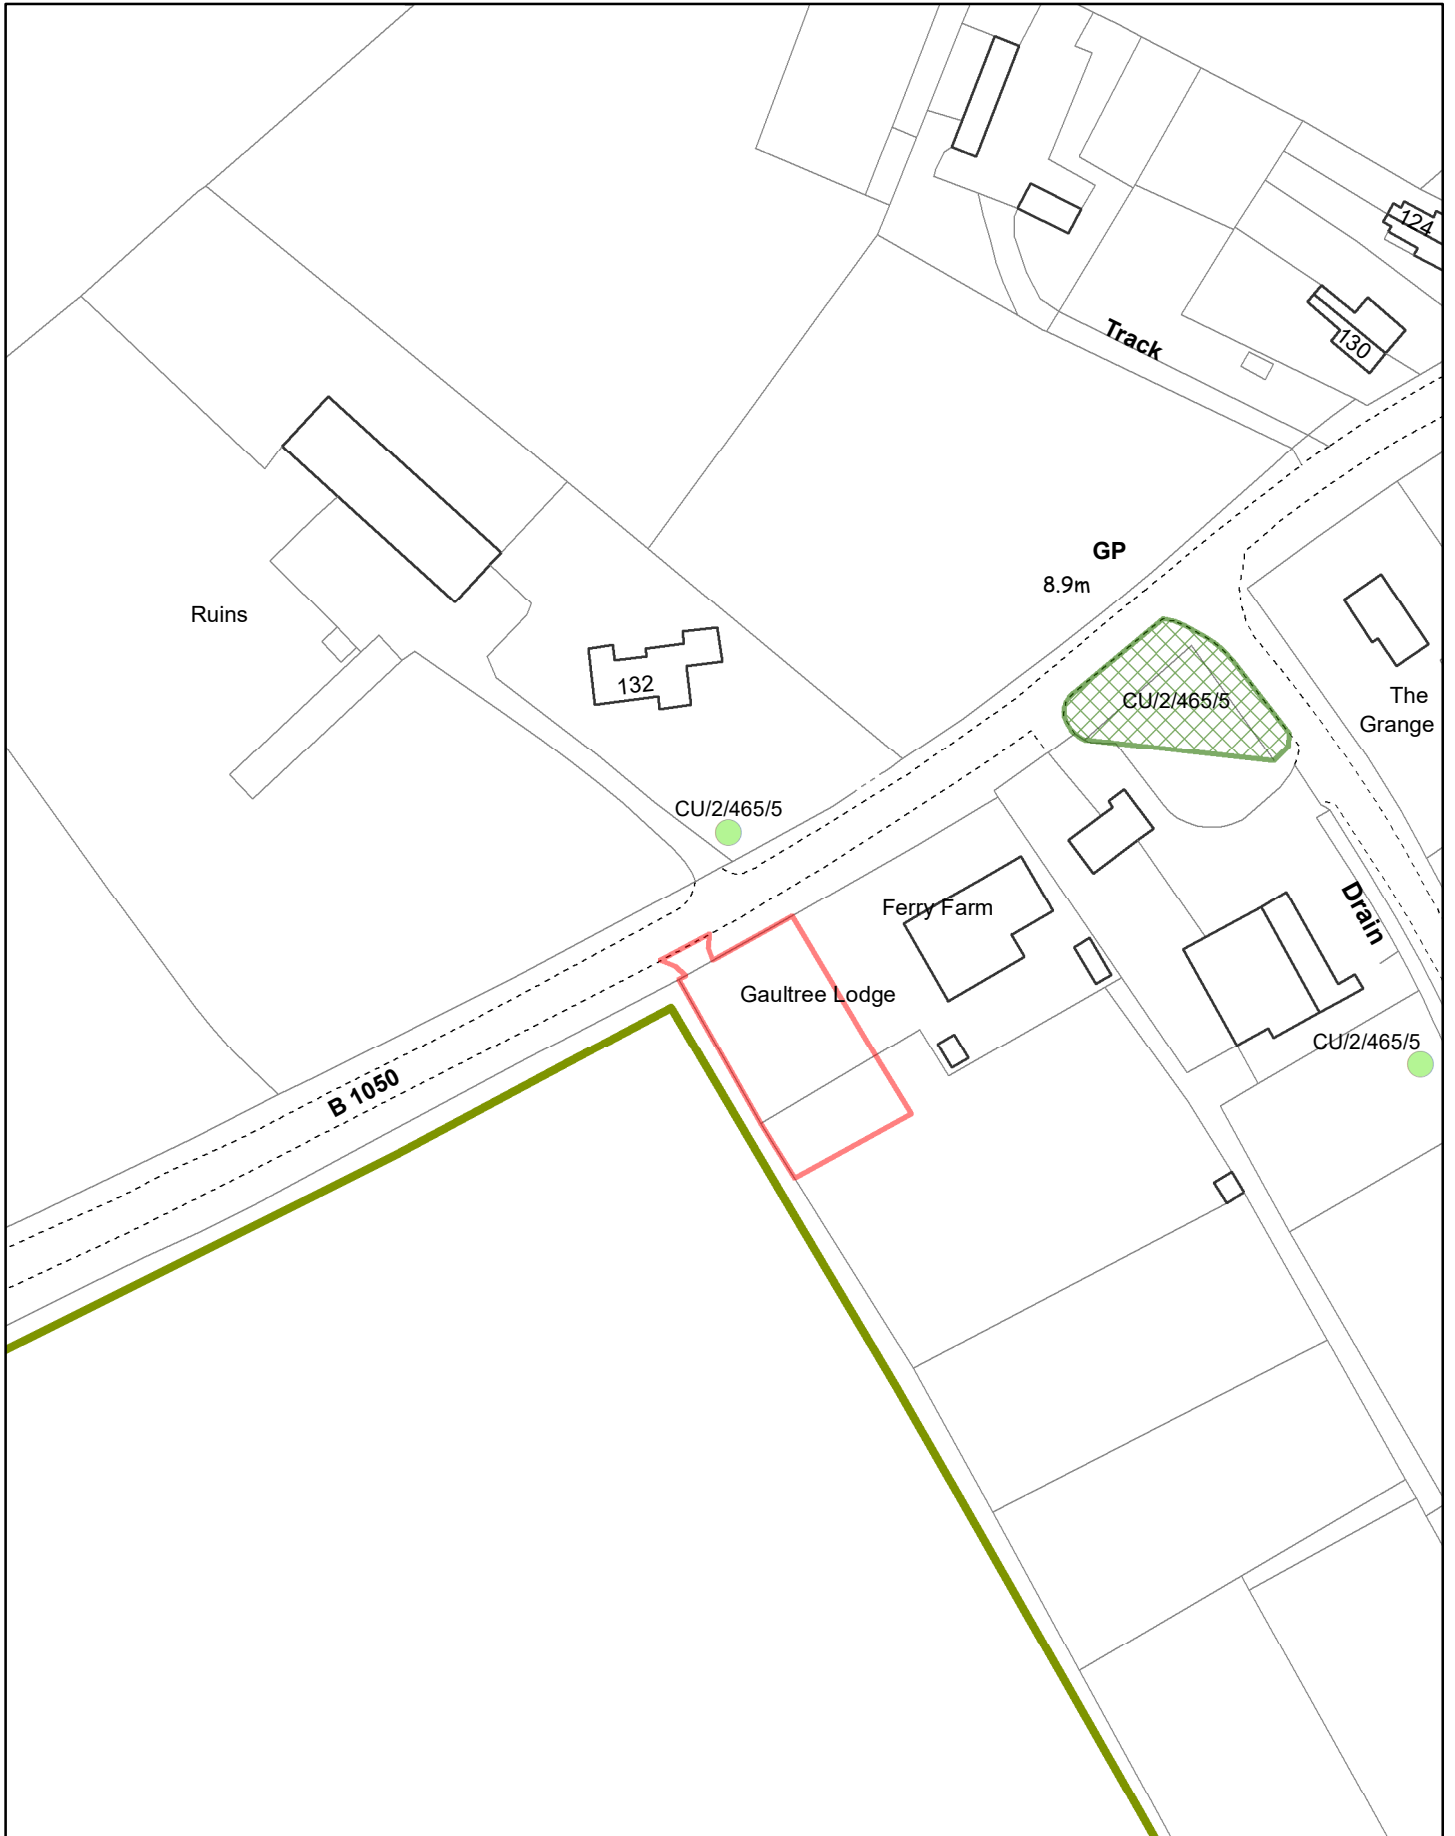 124
130
Track
GP
8.9m
Ruins
132
CU/2/465/5
The
Grange
CU/2/465/5
Ferry Farm
Drain
Gaultree Lodge
CU/2/465/5
B 1050